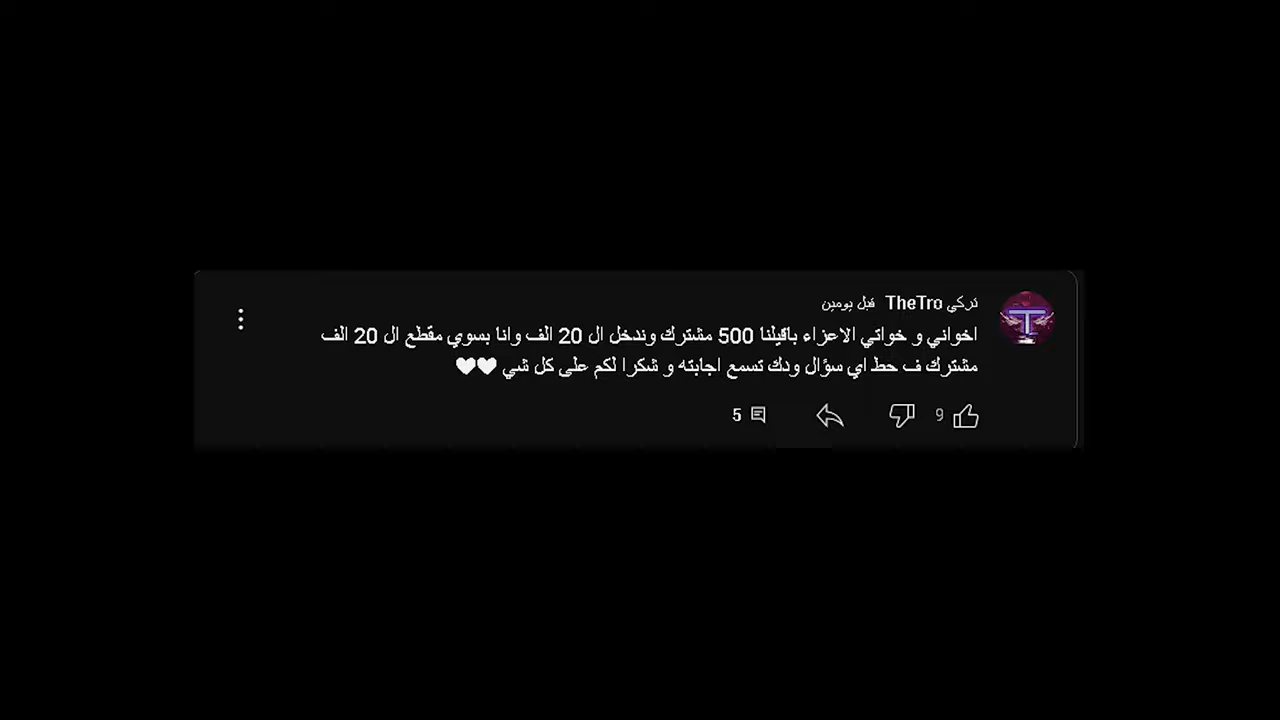 تركي TheTro قبل يومين
اخواني و خواتي الاعزاء باقيلنا 500 مشترك وندخل ال 20 الف وانا بسوي مقطع ال 20 الف
مشترك ف حط اي سؤال ودك تسمع اجابته و شكرا لكم على كل شي 🤍🤍
9 5
T